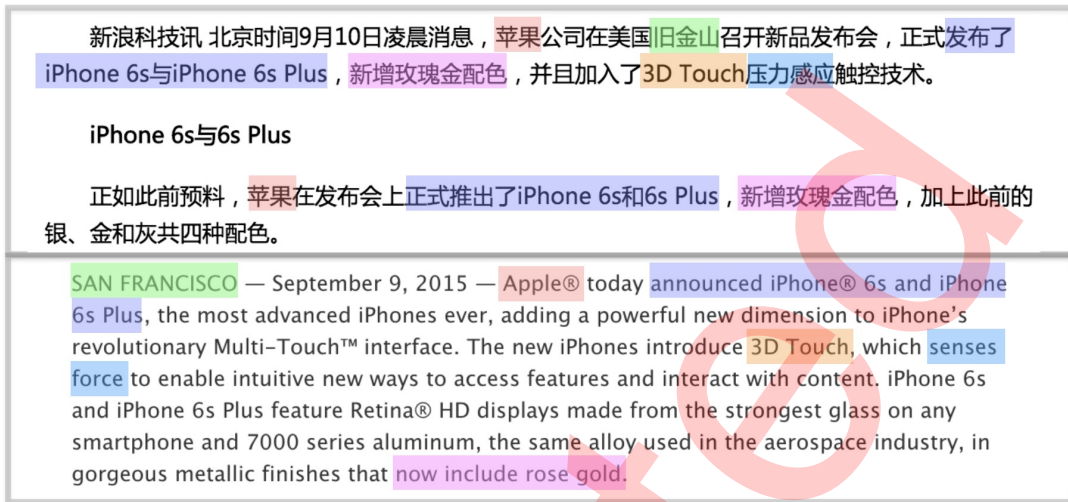 新浪科技讯 北京时间9月10日凌晨消息，苹果公司在美国旧金山召开新品发布会，正式发布了
iPhone 6s与iPhone 6s Plus，新增玫瑰金配色，并且加入了3D Touch压力感应触控技术。
iPhone 6s与6s Plus
正如此前预料，苹果在发布会上正式推出了iPhone 6s和6s Plus，新增玫瑰金配色，加上此前的
银、金和灰共四种配色。
SAN FRANCISCO — September 9, 2015 — Apple® today announced iPhone® 6s and iPhone
6s Plus, the most advanced iPhones ever, adding a powerful new dimension to iPhone’s
revolutionary Multi-Touch™ interface. The new iPhones introduce 3D Touch, which senses
force to enable intuitive new ways to access features and interact with content. iPhone 6s
and iPhone 6s Plus feature Retina® HD displays made from the strongest glass on any
smartphone and 7000 series aluminum, the same alloy used in the aerospace industry, in
gorgeous metallic finishes that now include rose gold.